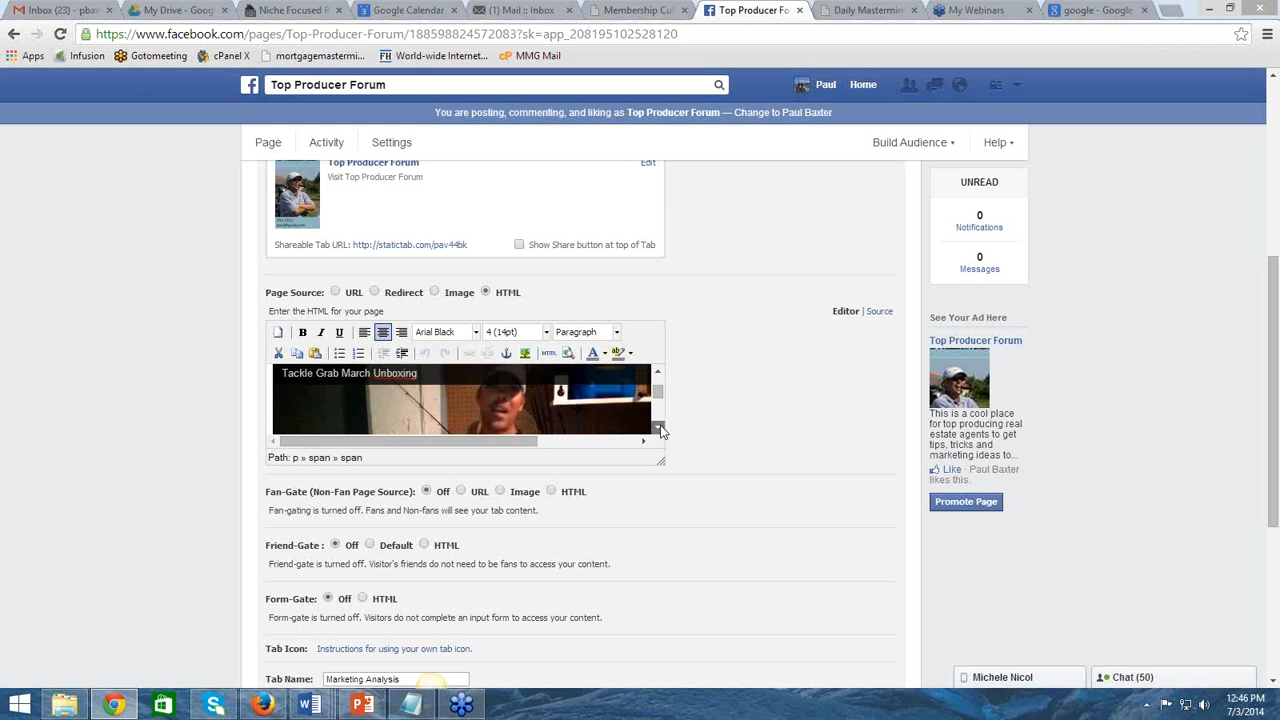 Inbox (23) - pbax
My Drive - Googl
Niche Focused R
Google Calendar
(1) Mail :: Inbox
Membership Cul
Top Producer Fo
Daily Mastermin
My Webinars
google - Google
https://www.facebook.com/pages/Top-Producer-Forum/188598824572083?sk=app_208195102528120
Apps
Infusion
Gotomeeting
cPanel X
mortgagemastermi...
World-wide Internet...
MMG Mail
Top Producer Forum
Paul
Home
You are posting, commenting, and liking as Top Producer Forum — Change to Paul Baxter
Page
Activity
Settings
Build Audience
Help
Top Producer Forum
Edit
Visit Top Producer Forum
Shareable Tab URL: http://statictab.com/pav44bk
Show Share button at top of Tab
UNREAD
0
Notifications
0
Messages
Page Source: URL Redirect Image HTML
Enter the HTML for your page
Editor | Source
B I U Arial Black 4 (14pt) Paragraph
HTML
Tackle Grab March Unboxing
Path: p » span » span
See Your Ad Here
Top Producer Forum
This is a cool place
for top producing real
estate agents to get
tips, tricks and
marketing ideas to...
Like · Paul Baxter
likes this.
Promote Page
Fan-Gate (Non-Fan Page Source): Off URL Image HTML
Fan-gating is turned off. Fans and Non-fans will see your tab content.
Friend-Gate : Off Default HTML
Friend-gate is turned off. Visitor's friends do not need to be fans to access your content.
Form-Gate: Off HTML
Form-gate is turned off. Visitors do not complete an input form to access your content.
Tab Icon: Instructions for using your own tab icon.
Tab Name: Marketing Analysis
Michele Nicol
Chat (50)
12:46 PM
7/3/2014